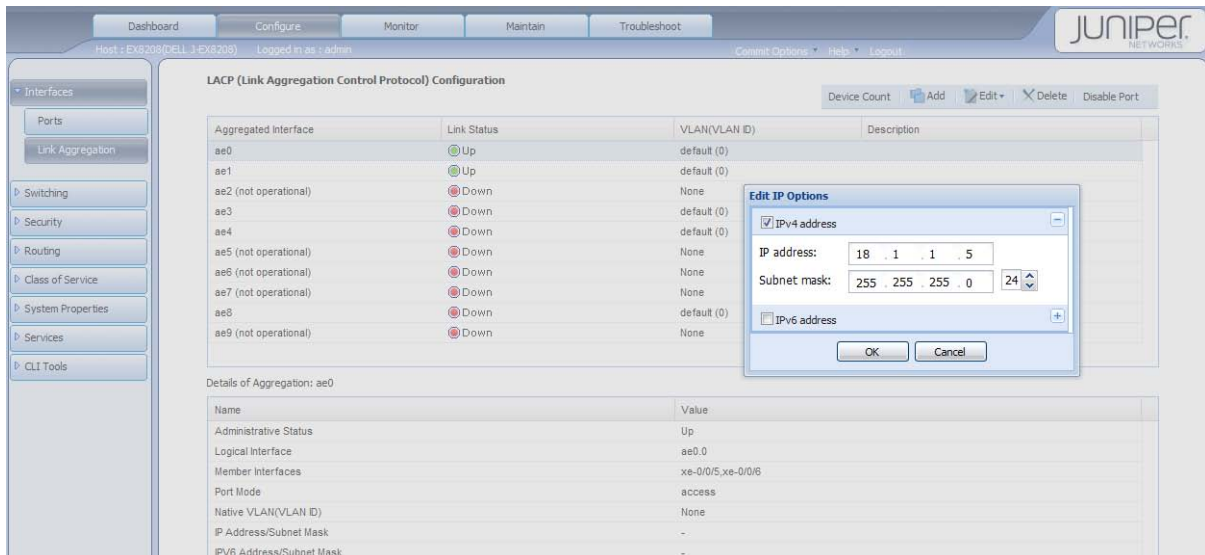 Dashboard Configure Monitor Maintain Troubleshoot
JUNIPER
NETWORKS
Host : EX8208(DELL J-EX8208) Logged in as : admin
Commit Options Help Logout
Interfaces
Ports
Link Aggregation
Switching
Security
Routing
Class of Service
System Properties
Services
CLI Tools
LACP (Link Aggregation Control Protocol) Configuration
Device Count Add Edit Delete Disable Port
Aggregated Interface Link Status VLAN(VLAN ID) Description
ae0 Up default (0)
ae1 Up default (0)
ae2 (not operational) Down None
ae3 Down default (0)
ae4 Down default (0)
ae5 (not operational) Down None
ae6 (not operational) Down None
ae7 (not operational) Down None
ae8 Down default (0)
ae9 (not operational) Down None
Edit IP Options
IPv4 address
IP address: 18 . 1 . 1 . 5
Subnet mask: 255 . 255 . 255 . 0 24
IPv6 address
OK Cancel
Details of Aggregation: ae0
Name Value
Administrative Status Up
Logical Interface ae0.0
Member Interfaces xe-0/0/5,xe-0/0/6
Port Mode access
Native VLAN(VLAN ID) None
IP Address/Subnet Mask -
IPV6 Address/Subnet Mask -